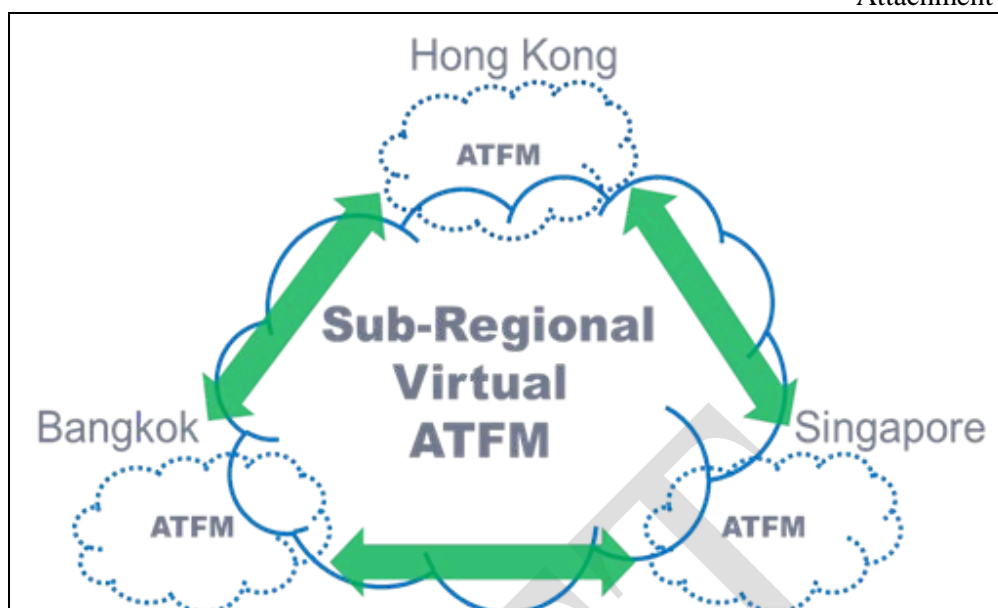 Attachment
Hong Kong
ATFM
Sub-Regional
Virtual
ATFM
Bangkok
Singapore
ATFM
ATFM